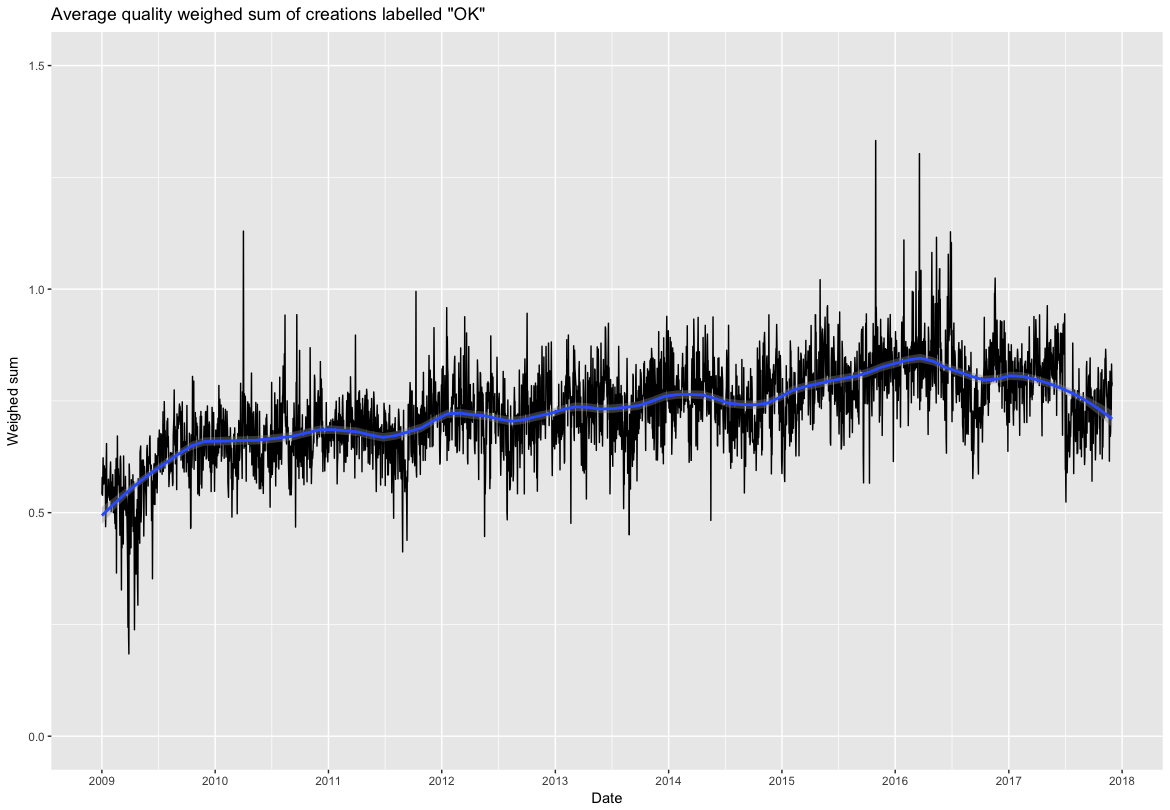 Average quality weighed sum of creations labelled "OK"
1.5
1.0
0.5
0.0
Weighed sum
2009 2010 2011 2012 2013 2014 2015 2016 2017 2018
Date